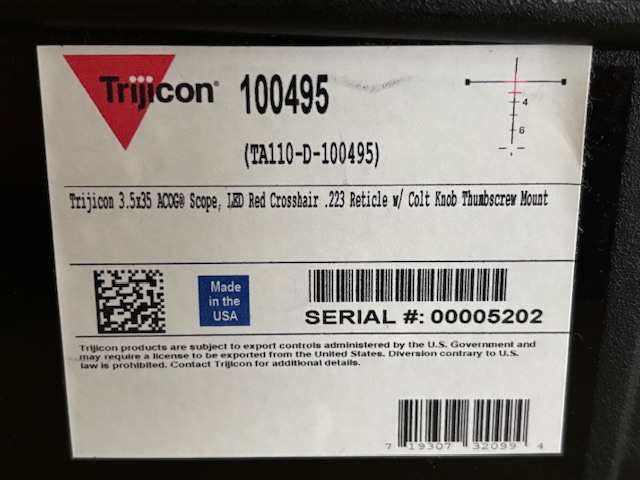 Trijicon® 100495
4
6
(TA110-D-100495)
Trijicon 3.5x35 ACOG® Scope, LED Red Crosshair .223 Reticle w/ Colt Knob Thumbscrew Mount
Made
in the
USA
SERIAL #: 00005202
Trijicon products are subject to export controls administered by the U.S. Government and
may require a license to be exported from the United States. Diversion contrary to U.S.
law is prohibited. Contact Trijicon for additional details.
7 19307 32099 4